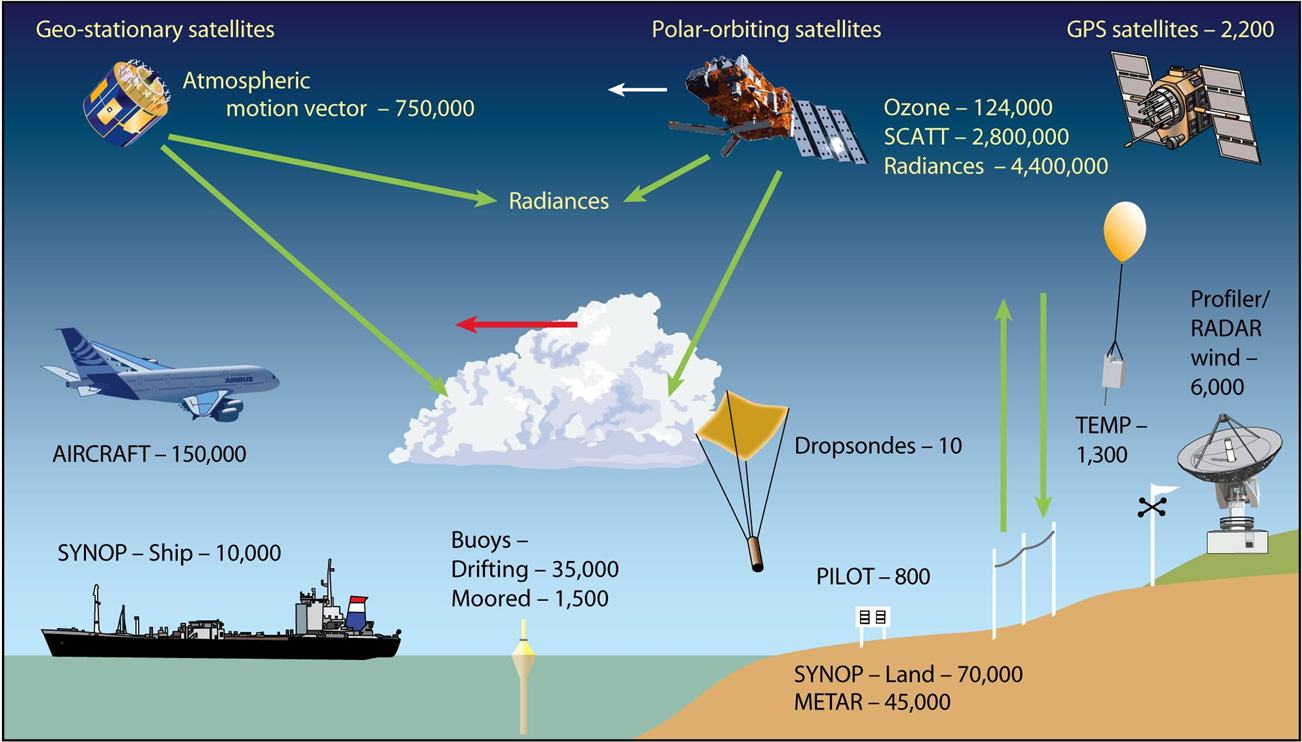 Geo-stationary satellites
Polar-orbiting satellites
GPS satellites – 2,200
Atmospheric
motion vector – 750,000
Ozone – 124,000
SCATT – 2,800,000
Radiances – 4,400,000
Radiances
Profiler/
RADAR
wind –
6,000
AIRBUS
TEMP –
1,300
AIRCRAFT – 150,000
Dropsondes – 10
SYNOP – Ship – 10,000
Buoys –
Drifting – 35,000
Moored – 1,500
PILOT – 800
SYNOP – Land – 70,000
METAR – 45,000